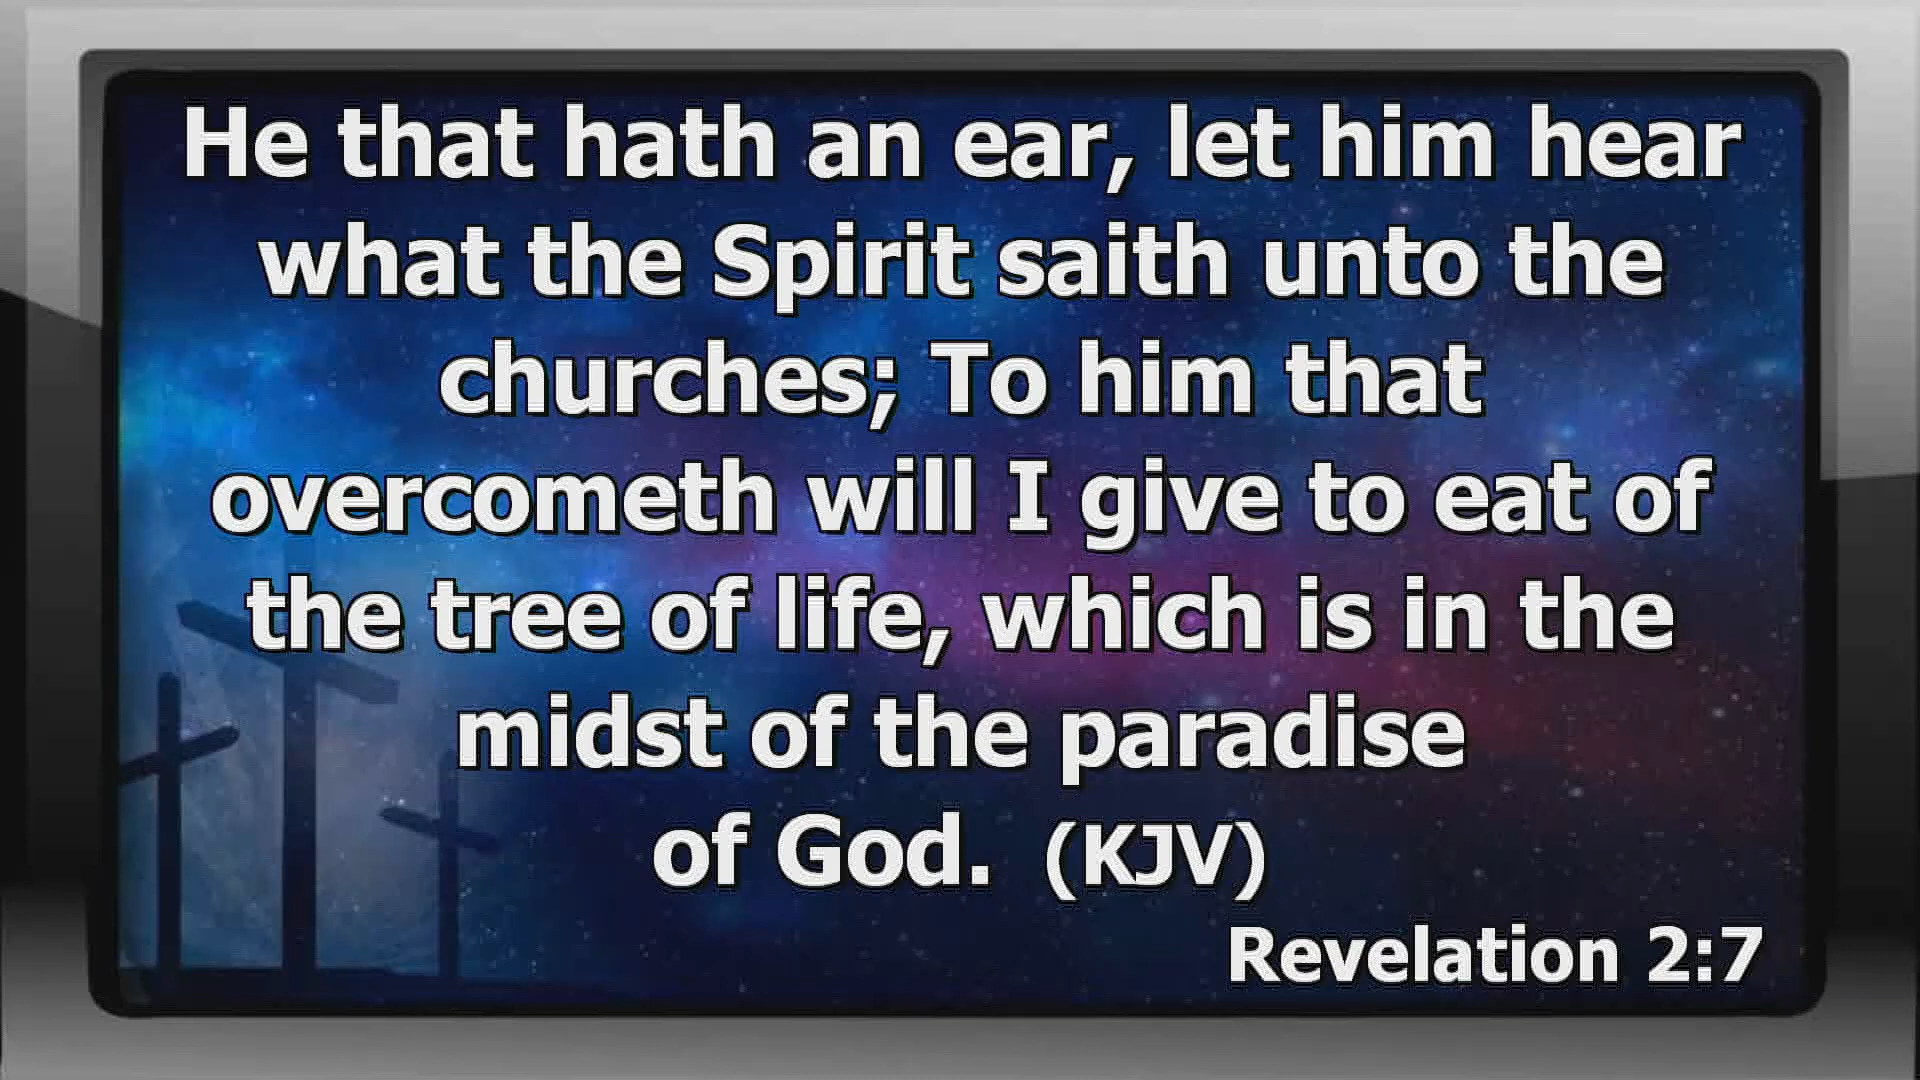 He that hath an ear, let him hear
what the Spirit saith unto the
churches; To him that
overcometh will I give to eat of
the tree of life, which is in the
midst of the paradise
of God. (KJV)
Revelation 2:7